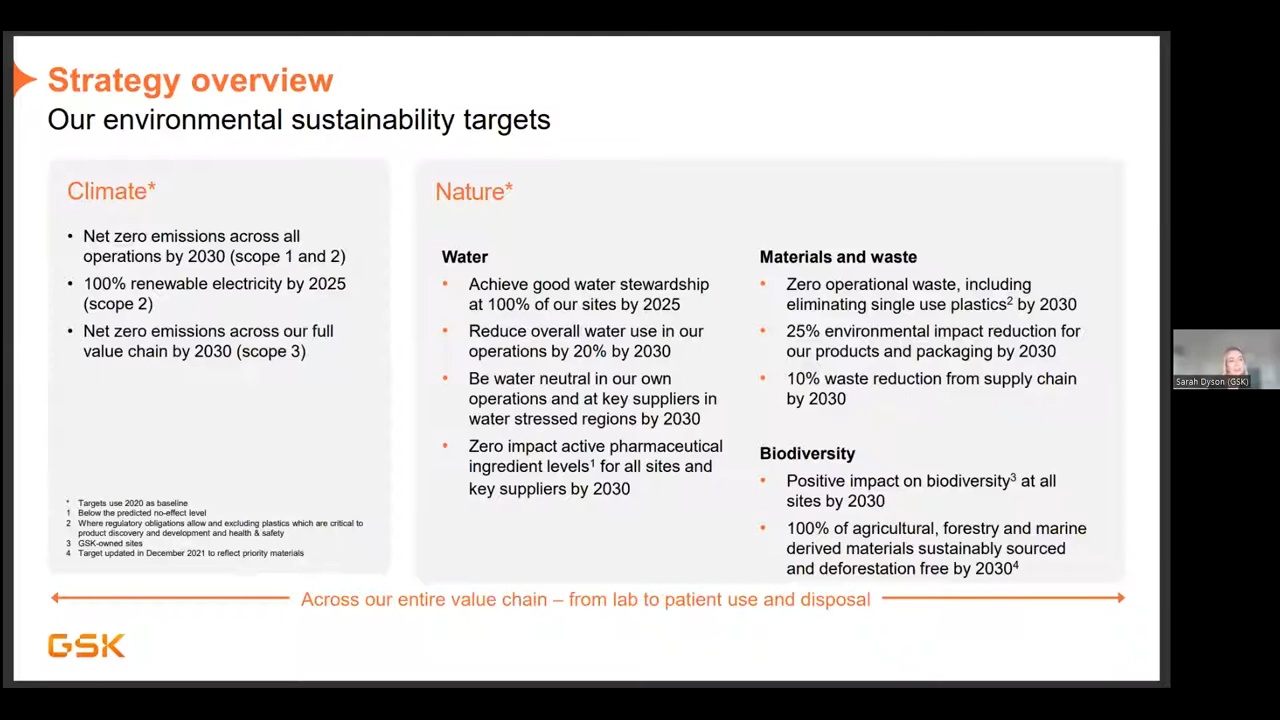 Strategy overview
Our environmental sustainability targets
Climate*
• Net zero emissions across all
operations by 2030 (scope 1 and 2)
• 100% renewable electricity by 2025
(scope 2)
• Net zero emissions across our full
value chain by 2030 (scope 3)
* Targets use 2020 as baseline
1 Below the predicted no-effect level
2 Where regulatory obligations allow and excluding plastics which are critical to
product discovery and development and health & safety
3 GSK-owned sites
4 Target updated in December 2021 to reflect priority materials
Nature*
Water
• Achieve good water stewardship
at 100% of our sites by 2025
• Reduce overall water use in our
operations by 20% by 2030
• Be water neutral in our own
operations and at key suppliers in
water stressed regions by 2030
• Zero impact active pharmaceutical
ingredient levels¹ for all sites and
key suppliers by 2030
Materials and waste
• Zero operational waste, including
eliminating single use plastics² by 2030
• 25% environmental impact reduction for
our products and packaging by 2030
• 10% waste reduction from supply chain
by 2030
Biodiversity
• Positive impact on biodiversity³ at all
sites by 2030
• 100% of agricultural, forestry and marine
derived materials sustainably sourced
and deforestation free by 2030⁴
Across our entire value chain – from lab to patient use and disposal
GSK
Sarah Dyson (GSK)